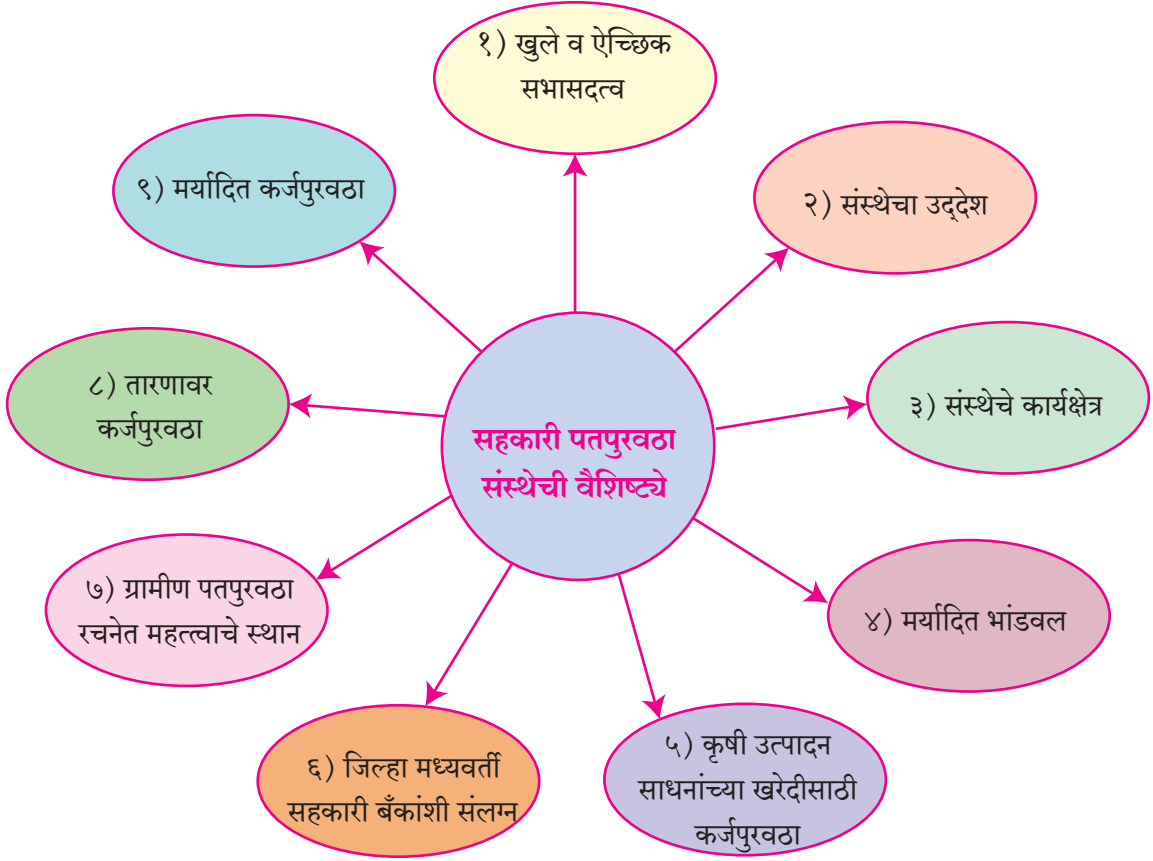 १) खुले व ऐच्छिक
सभासदत्व
२) संस्थेचा उद्‌देश
३) संस्थेचे कार्यक्षेत्र
४) मर्यादित भांडवल
५) कृषी उत्पादन
साधनांच्या खरेदीसाठी
कर्जपुरवठा
६) जिल्हा मध्यवर्ती
सहकारी बँकांशी संलग्न
७) ग्रामीण पतपुरवठा
रचनेत महत्त्वाचे स्थान
८) तारणावर
कर्जपुरवठा
९) मर्यादित कर्जपुरवठा
सहकारी पतपुरवठा
संस्थेची वैशिष्ट्ये